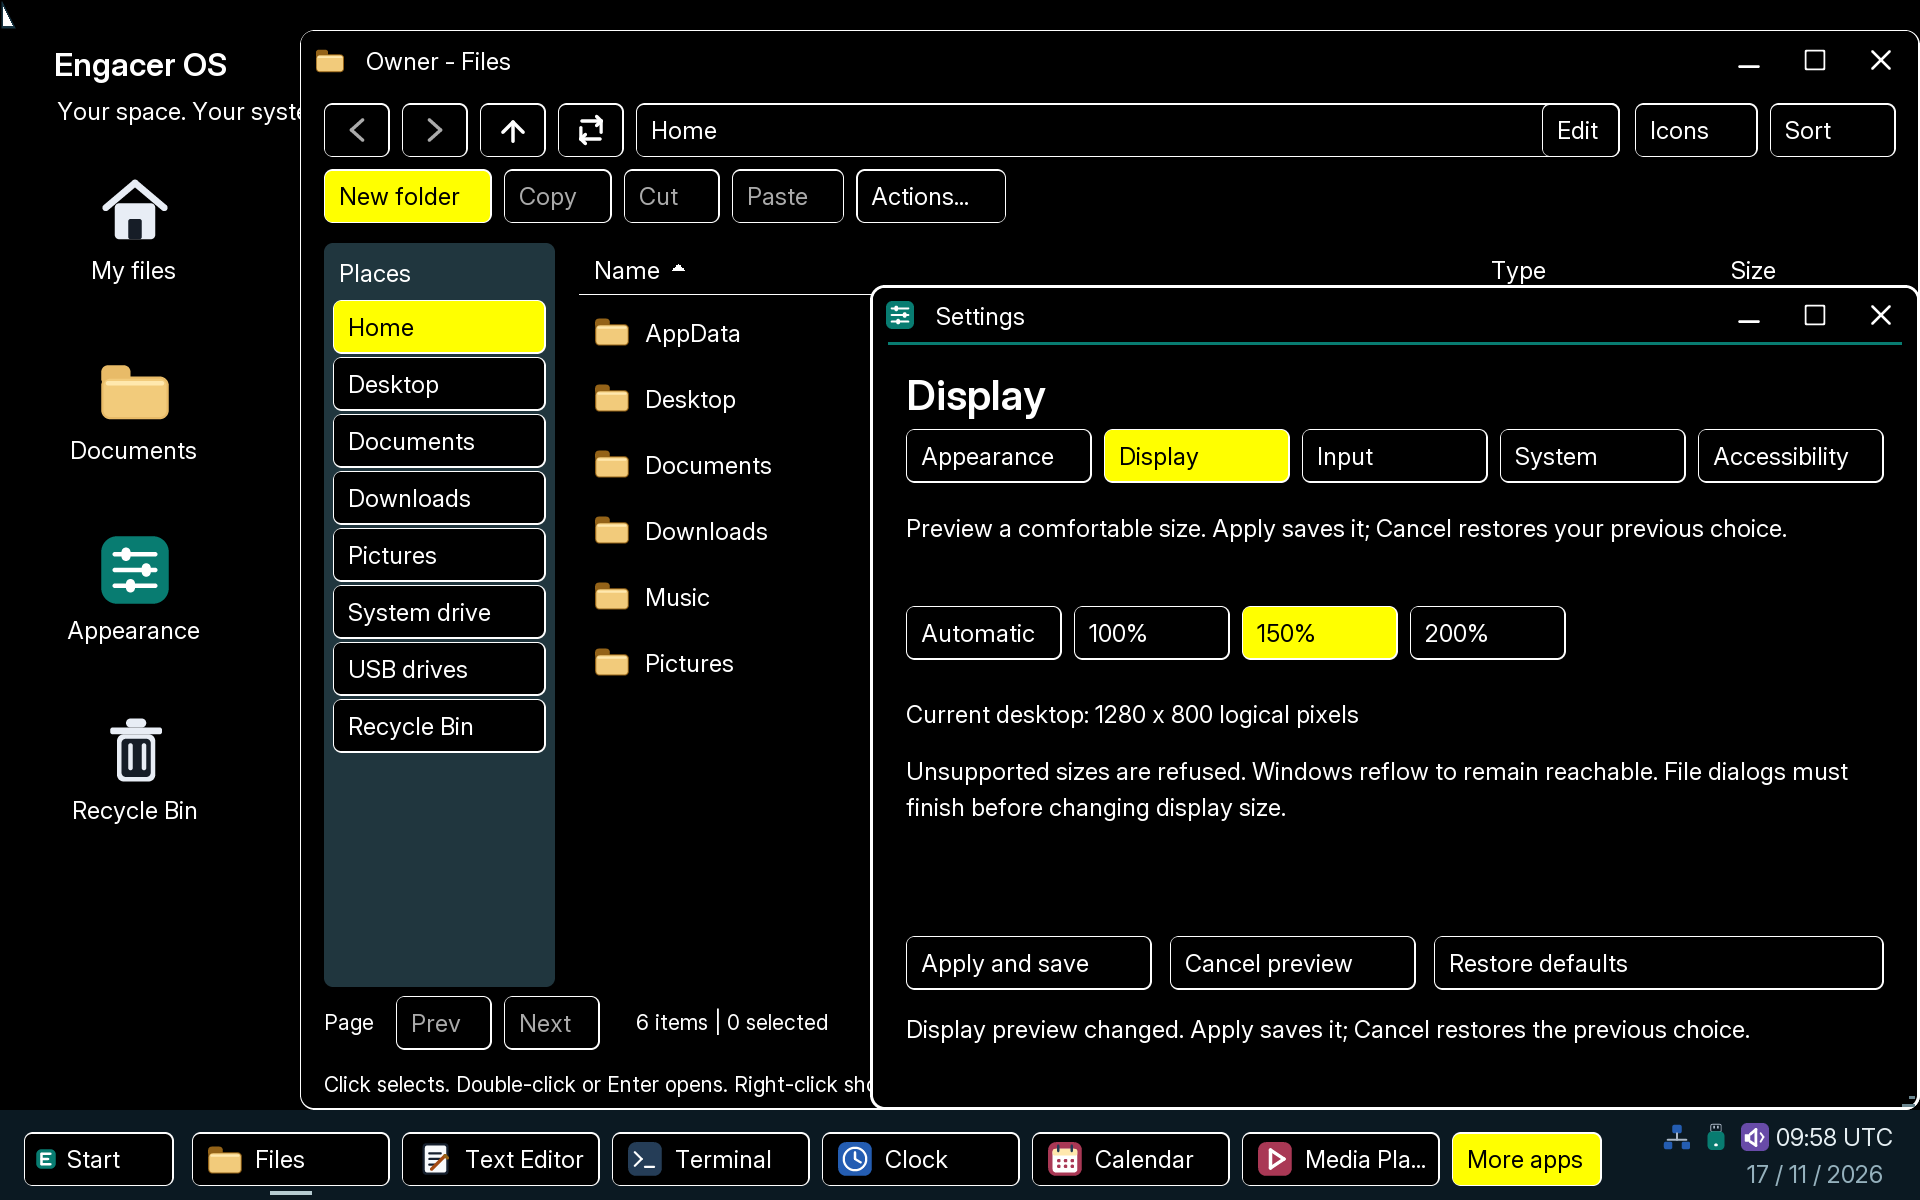 Engacer OS
Your space. Your syste
My files
Documents
Appearance
Recycle Bin
Owner - Files
Home
Edit
Icons
Sort
New folder
Copy
Cut
Paste
Actions...
Places
Home
Desktop
Documents
Downloads
Pictures
System drive
USB drives
Recycle Bin
Name
Type
Size
AppData
Desktop
Documents
Downloads
Music
Pictures
Page
Prev
Next
6 items | 0 selected
Click selects. Double-click or Enter opens. Right-click sho
Settings
Display
Appearance
Display
Input
System
Accessibility
Preview a comfortable size. Apply saves it; Cancel restores your previous choice.
Automatic
100%
150%
200%
Current desktop: 1280 x 800 logical pixels
Unsupported sizes are refused. Windows reflow to remain reachable. File dialogs must
finish before changing display size.
Apply and save
Cancel preview
Restore defaults
Display preview changed. Apply saves it; Cancel restores the previous choice.
E Start
Files
Text Editor
Terminal
Clock
Calendar
Media Pla...
More apps
09:58 UTC
17 / 11 / 2026